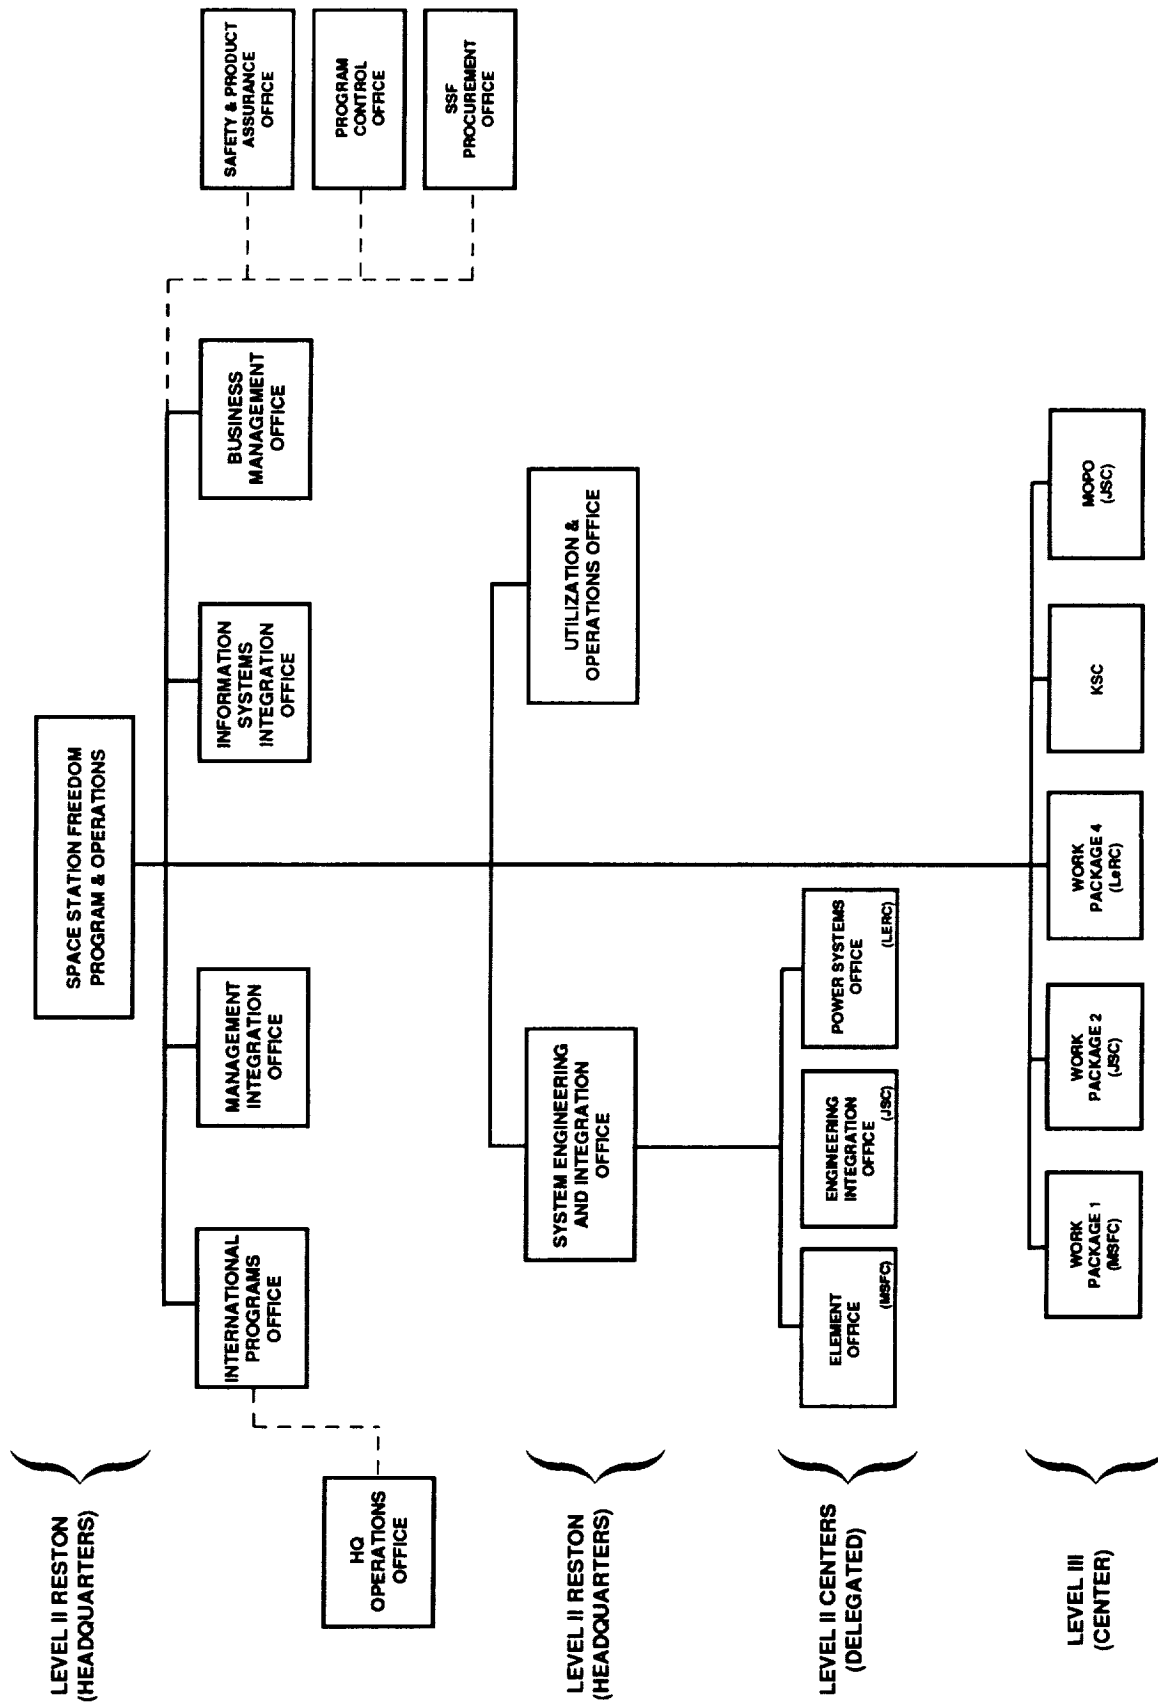 LEVEL II RESTON
(HEADQUARTERS)
SPACE STATION FREEDOM
PROGRAM & OPERATIONS
HQ
OPERATIONS
OFFICE
INTERNATIONAL
PROGRAMS
OFFICE
MANAGEMENT
INTEGRATION
OFFICE
INFORMATION
SYSTEMS
INTEGRATION
OFFICE
BUSINESS
MANAGEMENT
OFFICE
SAFETY & PRODUCT
ASSURANCE
OFFICE
PROGRAM
CONTROL
OFFICE
SSF
PROCUREMENT
OFFICE
LEVEL II RESTON
(HEADQUARTERS)
SYSTEM ENGINEERING
AND INTEGRATION
OFFICE
UTILIZATION &
OPERATIONS OFFICE
LEVEL II CENTERS
(DELEGATED)
ELEMENT
OFFICE
(MSFC)
ENGINEERING
INTEGRATION
OFFICE
(JSC)
POWER SYSTEMS
OFFICE
(LERC)
LEVEL III
(CENTER)
WORK
PACKAGE 1
(MSFC)
WORK
PACKAGE 2
(JSC)
WORK
PACKAGE 4
(LeRC)
KSC
MOPO
(JSC)